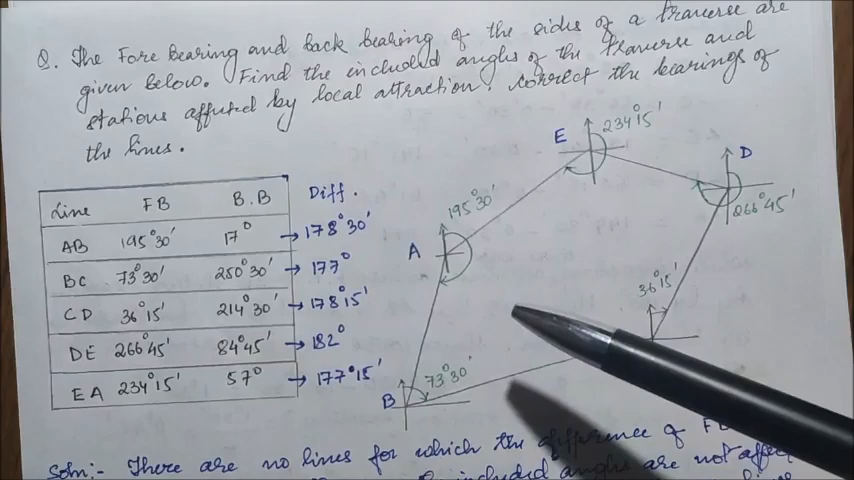 Q. The Fore Bearing and back bearing of the sides of a traverse are
given below. Find the included angles of the traverse and
stations affected by local attraction. Correct the bearings of
the lines.
Line FB B.B Diff.
AB 195°30' 17° → 178°30'
BC 73°30' 250°30' → 177°
CD 36°15' 214°30' → 178°15'
DE 266°45' 84°45' → 182°
EA 234°15' 57° → 177°15'
E 234°15'
D
266°45'
195°30'
A
36°15'
B 73°30'
Soln:- There are no lines for which the difference of
included angles are not